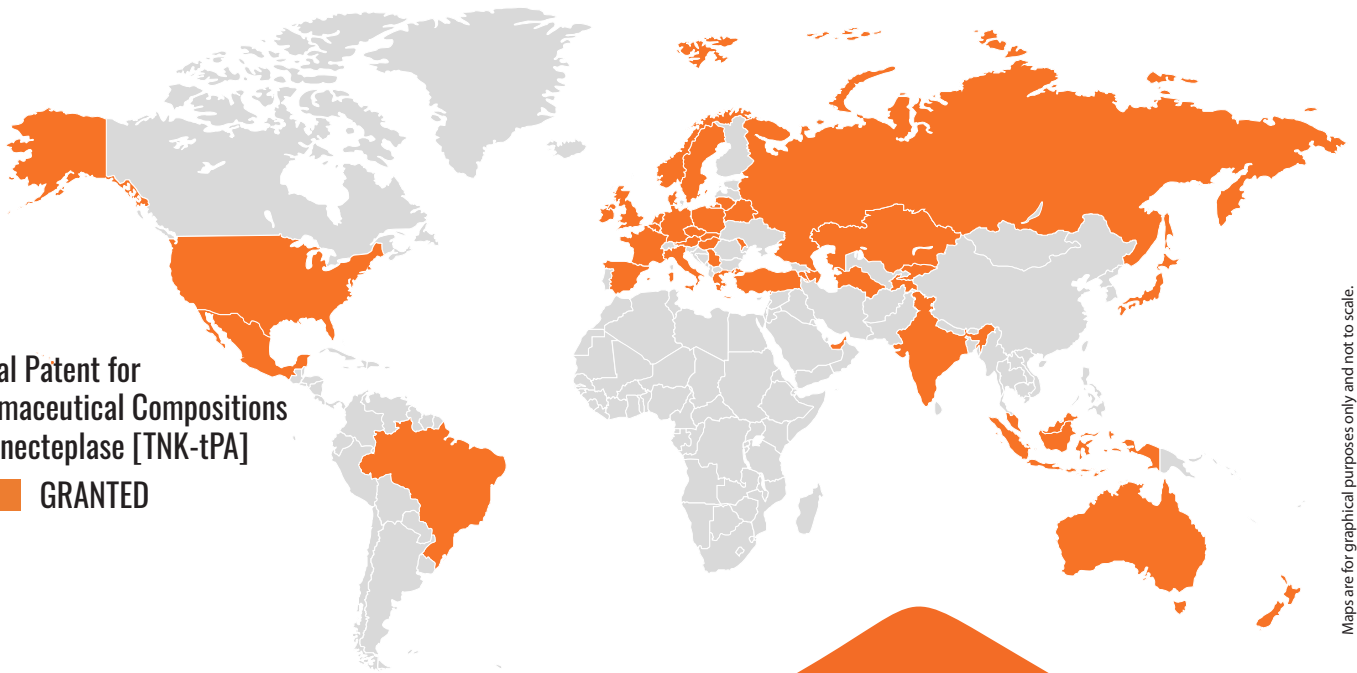 al Patent for
maceutical Compositions
necteplase [TNK-tPA]
GRANTED
Maps are for graphical purposes only and not to scale.